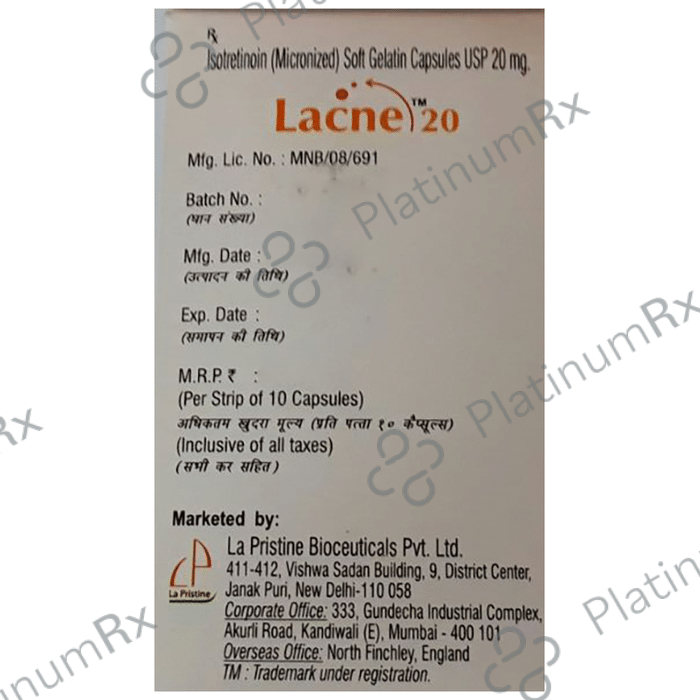 Rx
Isotretinoin (Micronized) Soft Gelatin Capsules USP 20 mg.
Lacne™ 20
Mfg. Lic. No. : MNB/08/691
Batch No. :
(घान संख्या)
Mfg. Date :
(उत्पादन की तिथि)
Exp. Date :
(समापन की तिथि)
M.R.P. ₹ :
(Per Strip of 10 Capsules)
अधिकतम खुदरा मूल्य (प्रति पत्ता १० कैप्सूल्स)
(Inclusive of all taxes)
(सभी कर सहित)
Marketed by:
La Pristine
La Pristine Bioceuticals Pvt. Ltd.
411-412, Vishwa Sadan Building, 9, District Center,
Janak Puri, New Delhi-110 058
Corporate Office: 333, Gundecha Industrial Complex,
Akurli Road, Kandiwali (E), Mumbai - 400 101
Overseas Office: North Finchley, England
TM : Trademark under registration.
PlatinumRx
PlatinumRx
PlatinumRx